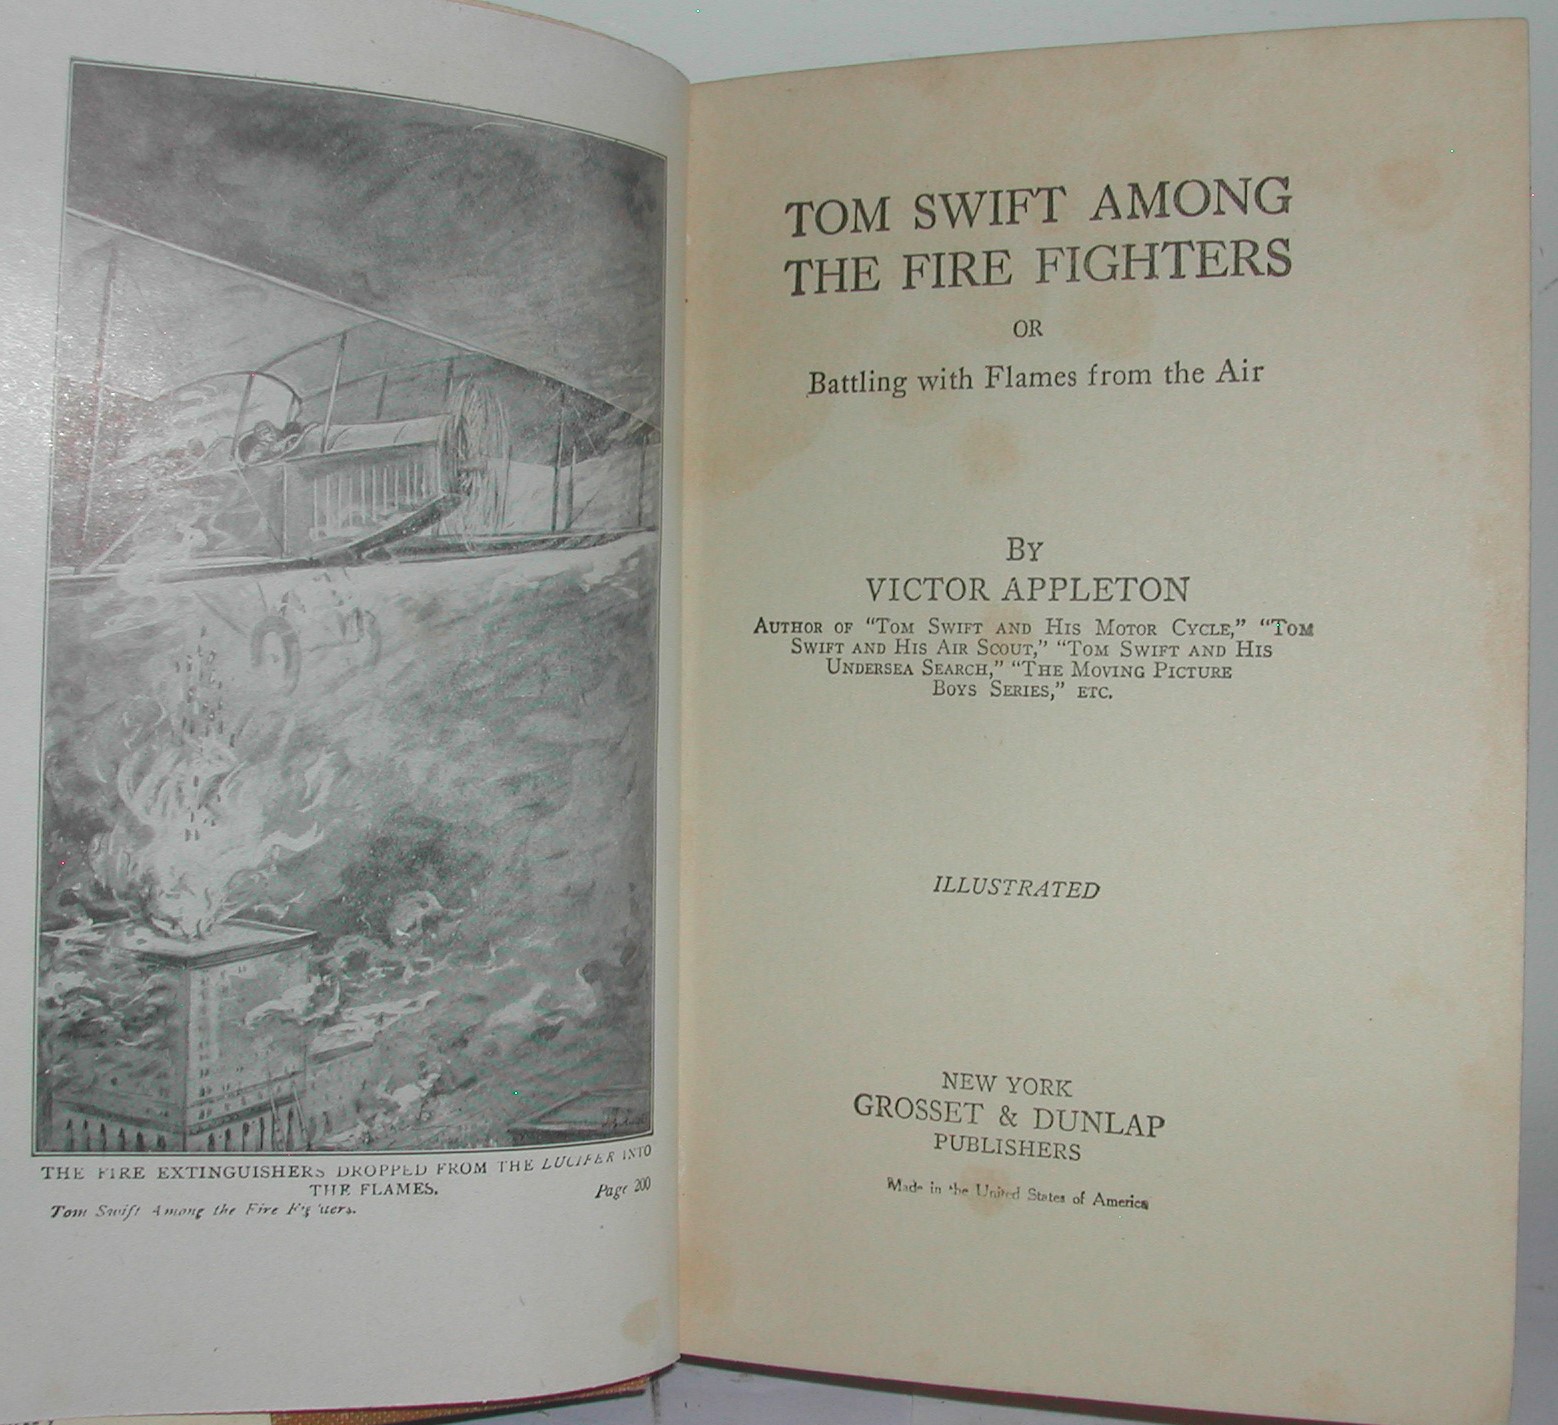 THE FIRE EXTINGUISHERS DROPPED FROM THE LUCIFER INTO
THE FLAMES.
Tom Swift Among the Fire Fighters.
Page 200
TOM SWIFT AMONG
THE FIRE FIGHTERS
OR
Battling with Flames from the Air
BY
VICTOR APPLETON
AUTHOR OF "TOM SWIFT AND HIS MOTOR CYCLE," "TOM
SWIFT AND HIS AIR SCOUT," "TOM SWIFT AND HIS
UNDERSEA SEARCH," "THE MOVING PICTURE
BOYS SERIES," ETC.
ILLUSTRATED
NEW YORK
GROSSET & DUNLAP
PUBLISHERS
Made in the United States of America